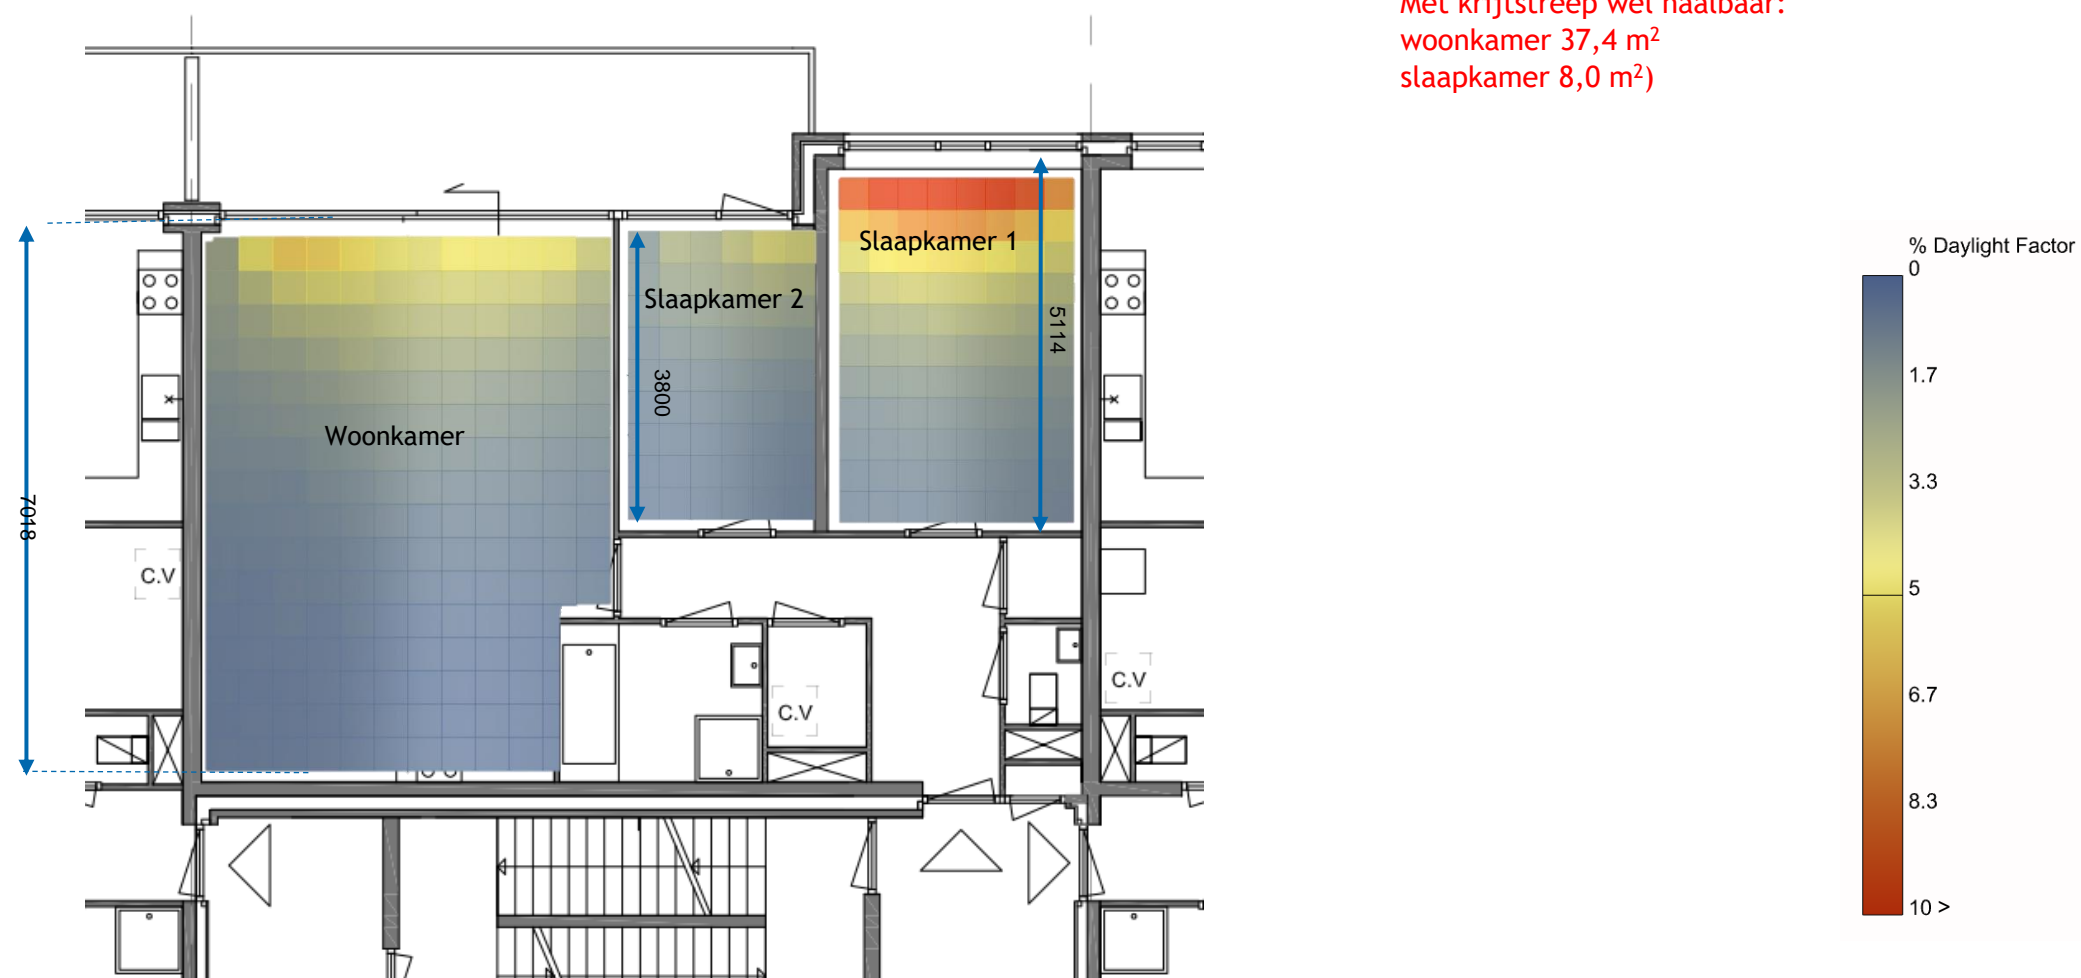 Met krijtstreep wel haalbaar:
woonkamer 37,4 m²
slaapkamer 8,0 m²)
Slaapkamer 1
Slaapkamer 2
Woonkamer
5114
3800
7018
C.V
C.V
C.V
% Daylight Factor
0
1.7
3.3
5
6.7
8.3
10 >